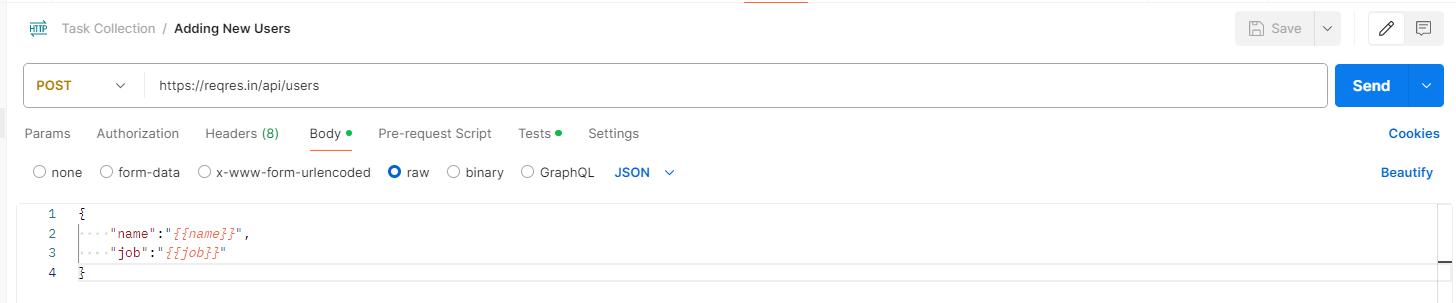 HTTP Task Collection / Adding New Users Save
POST https://reqres.in/api/users Send
Params Authorization Headers (8) Body Pre-request Script Tests Settings Cookies
none form-data x-www-form-urlencoded raw binary GraphQL JSON Beautify
1 {
2 "name":"{{name}}",
3 "job":"{{job}}"
4 }